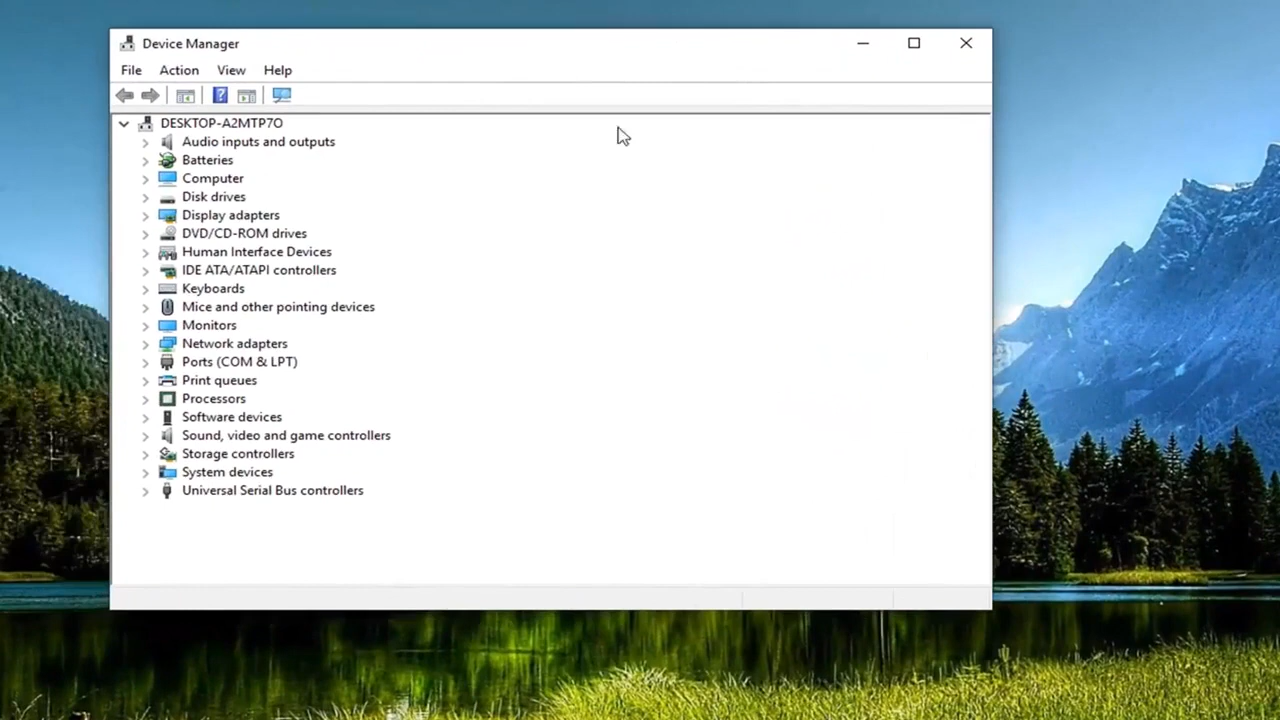 Device Manager
File Action View Help
DESKTOP-A2MTP7O
Audio inputs and outputs
Batteries
Computer
Disk drives
Display adapters
DVD/CD-ROM drives
Human Interface Devices
IDE ATA/ATAPI controllers
Keyboards
Mice and other pointing devices
Monitors
Network adapters
Ports (COM & LPT)
Print queues
Processors
Software devices
Sound, video and game controllers
Storage controllers
System devices
Universal Serial Bus controllers